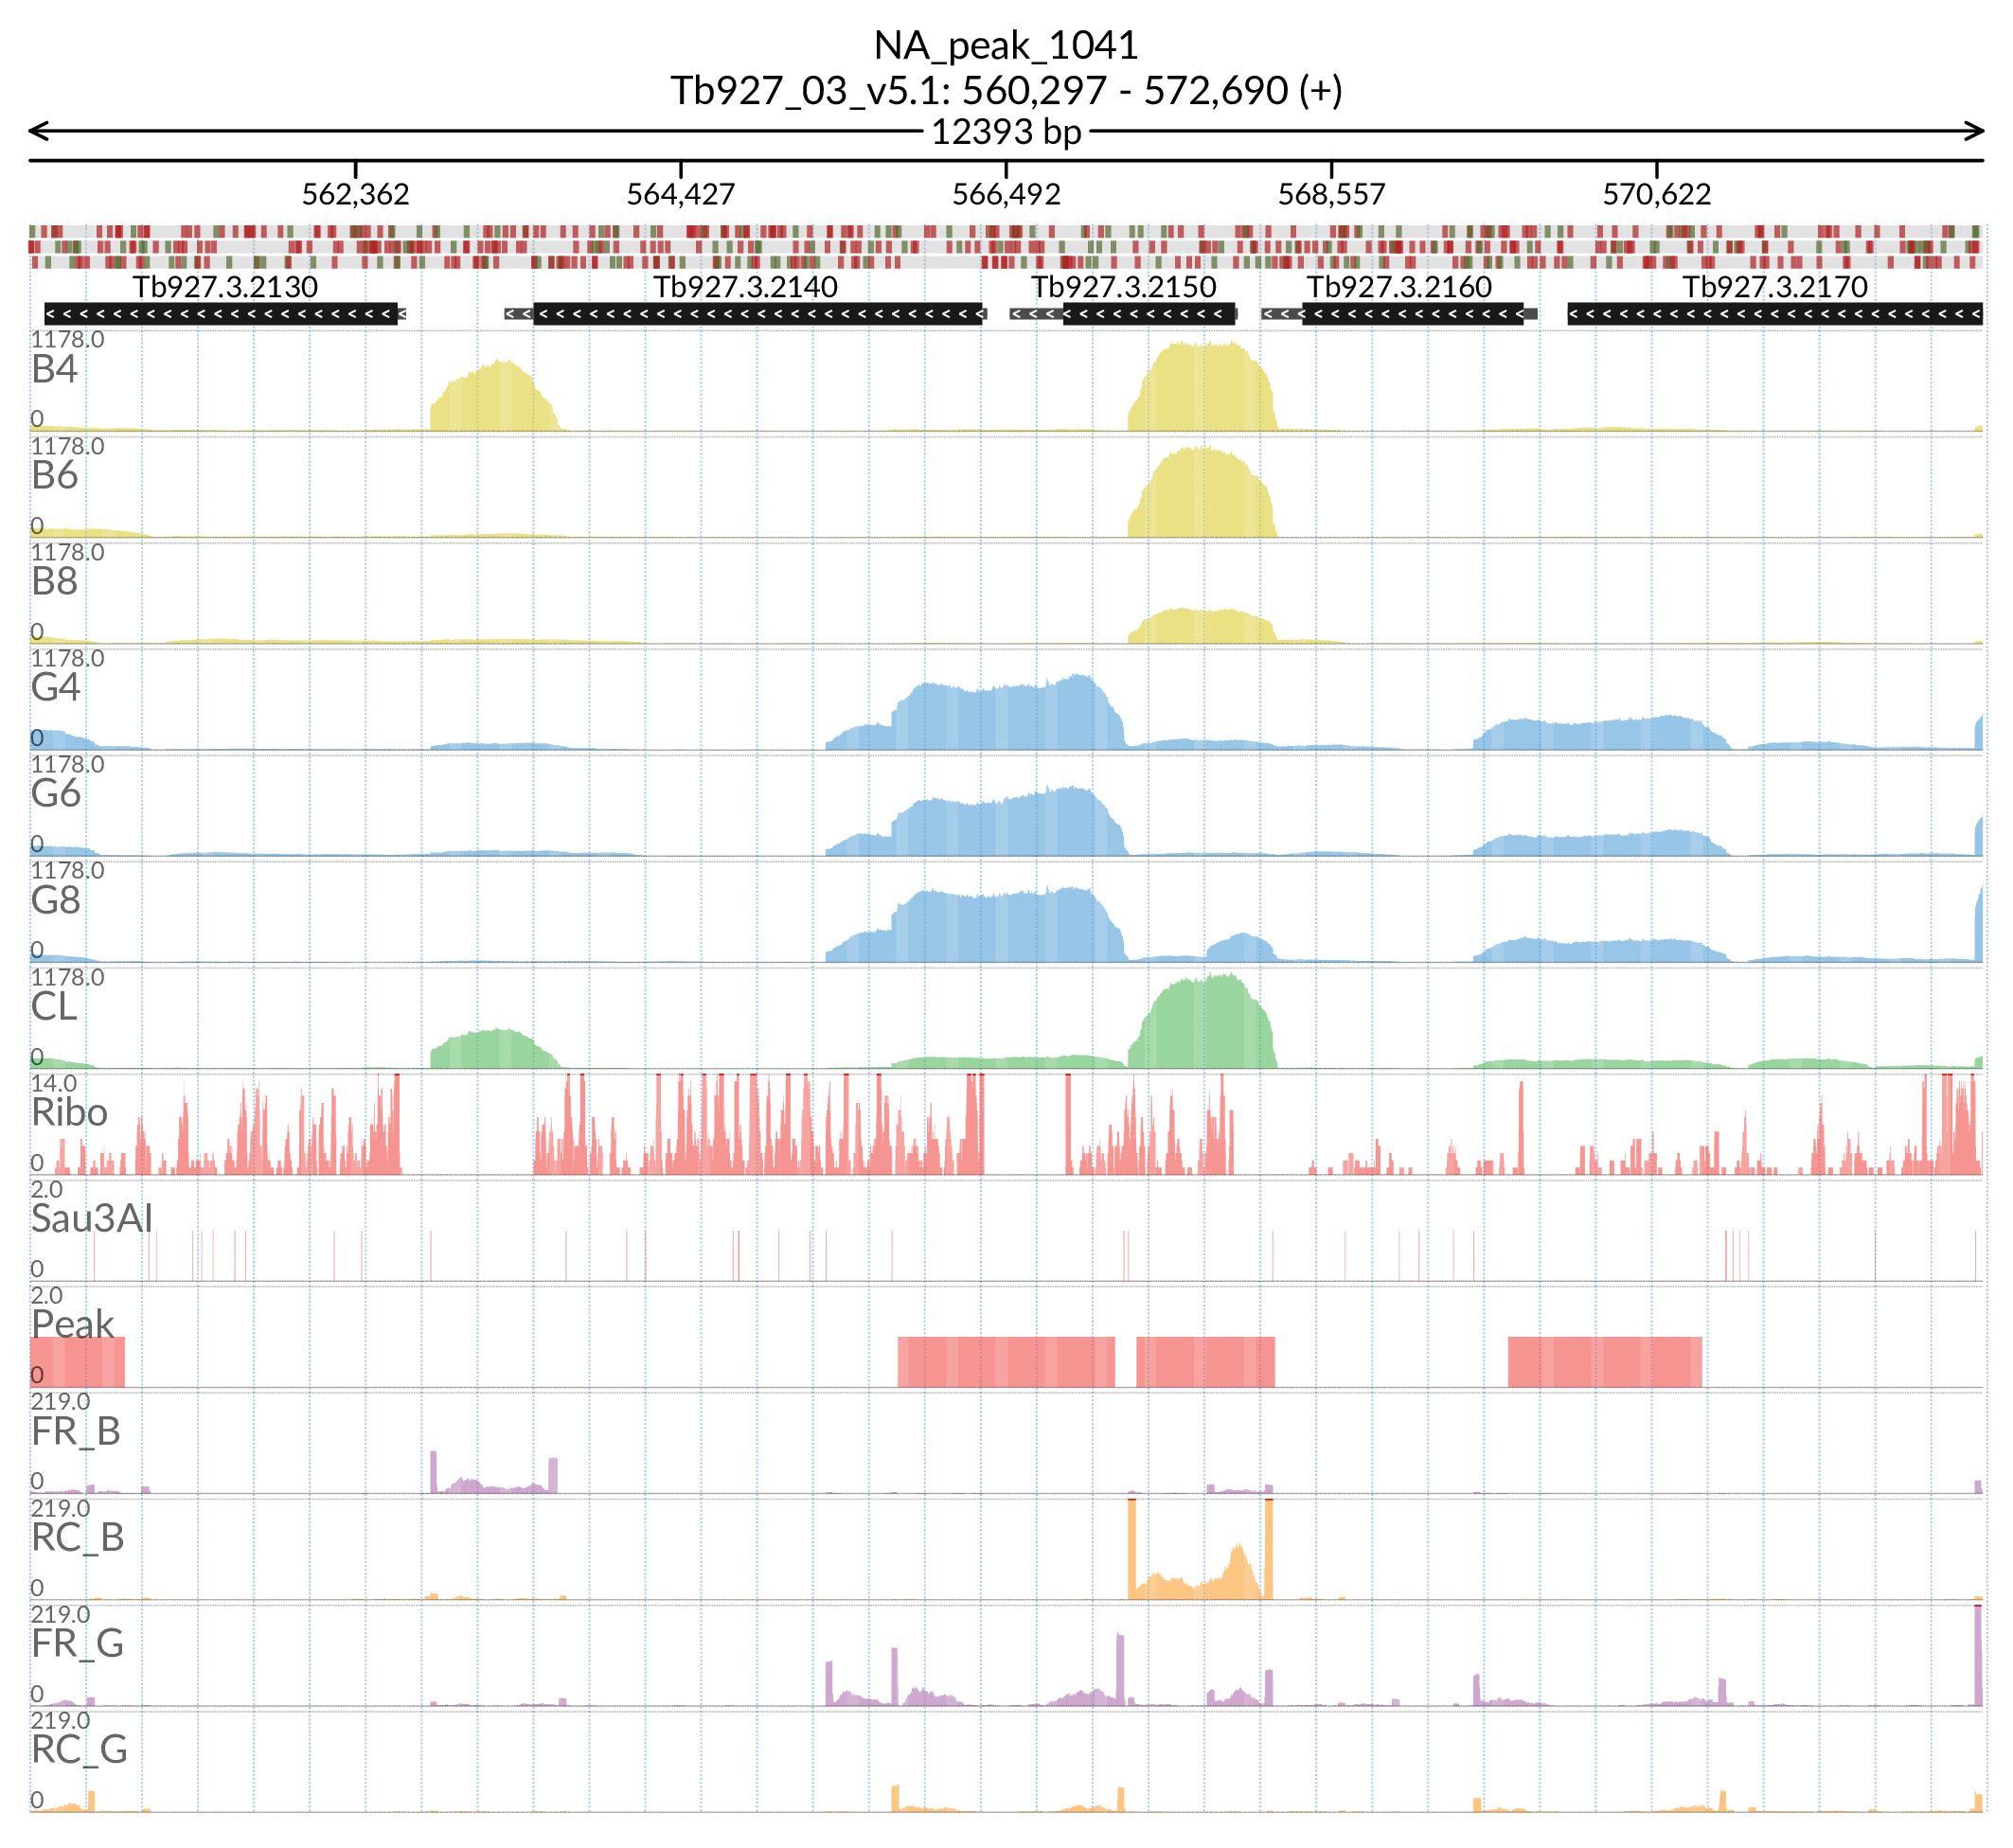 NA_peak_1041
Tb927_03_v5.1: 560,297 - 572,690 (+)
12393 bp
562,362 564,427 566,492 568,557 570,622
Tb927.3.2130 Tb927.3.2140 Tb927.3.2150 Tb927.3.2160 Tb927.3.2170
1178.0
B4
0
1178.0
B6
0
1178.0
B8
0
1178.0
G4
0
1178.0
G6
0
1178.0
G8
0
1178.0
CL
0
14.0
Ribo
0
2.0
Sau3AI
0
2.0
Peak
0
219.0
FR_B
0
219.0
RC_B
0
219.0
FR_G
0
219.0
RC_G
0